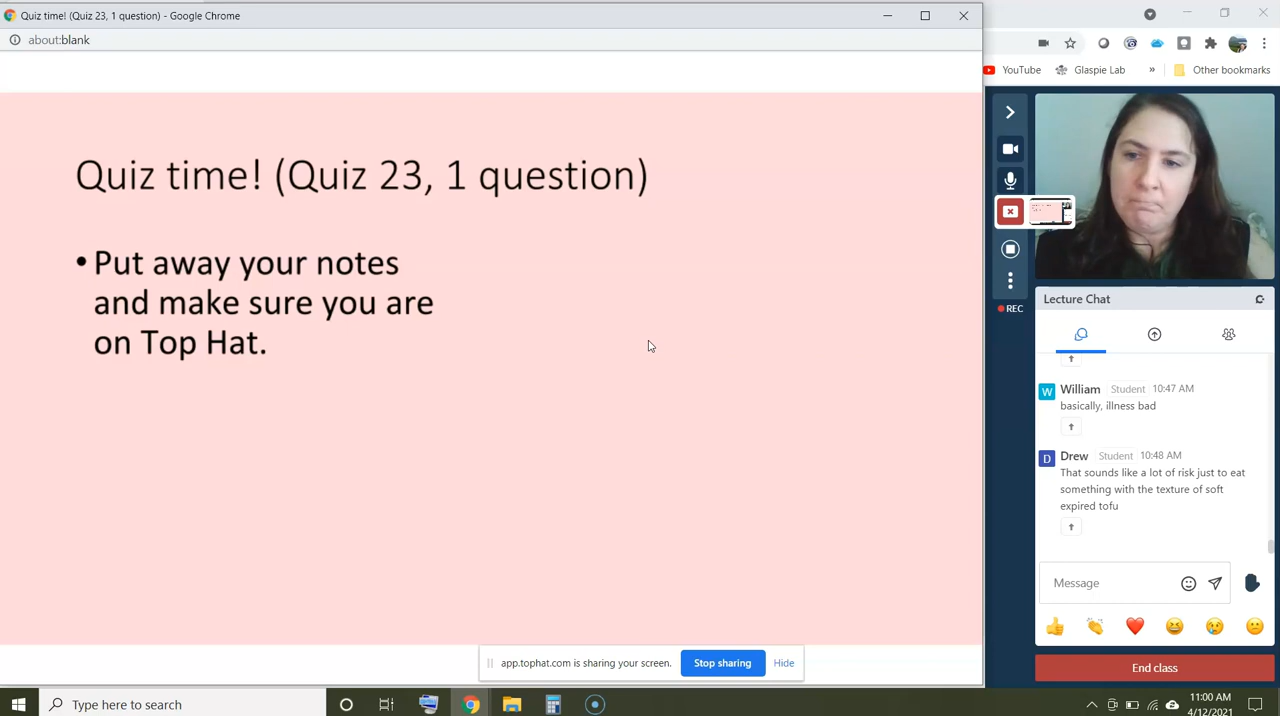 Quiz time! (Quiz 23, 1 question) - Google Chrome
about:blank
YouTube
Glaspie Lab
»
Other bookmarks
Quiz time! (Quiz 23, 1 question)
• Put away your notes
and make sure you are
on Top Hat.
REC
Lecture Chat
W
William Student 10:47 AM
basically, illness bad
D
Drew Student 10:48 AM
That sounds like a lot of risk just to eat
something with the texture of soft
expired tofu
Message
End class
app.tophat.com is sharing your screen.
Stop sharing
Hide
Type here to search
11:00 AM
4/12/2021